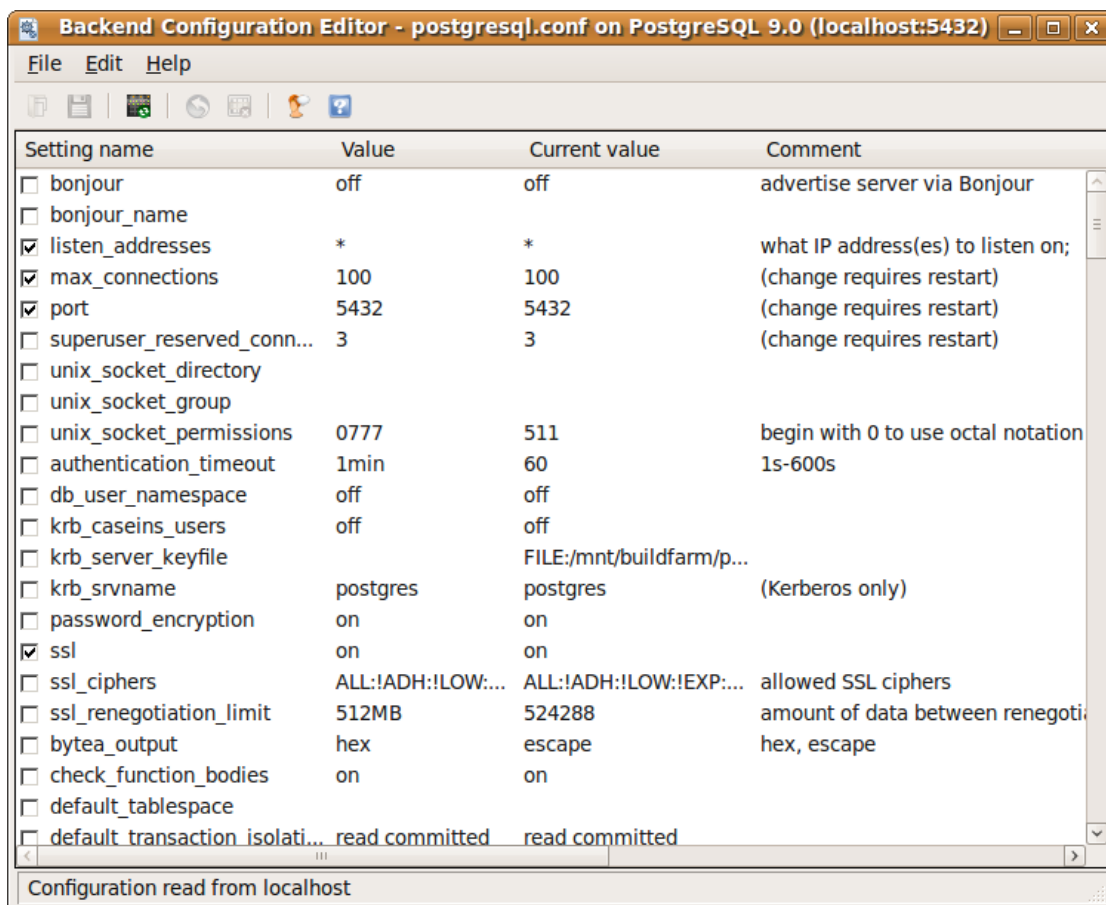 Backend Configuration Editor - postgresql.conf on PostgreSQL 9.0 (localhost:5432)
File Edit Help
Setting name Value Current value Comment
bonjour off off advertise server via Bonjour
bonjour_name
listen_addresses * * what IP address(es) to listen on;
max_connections 100 100 (change requires restart)
port 5432 5432 (change requires restart)
superuser_reserved_conn... 3 3 (change requires restart)
unix_socket_directory
unix_socket_group
unix_socket_permissions 0777 511 begin with 0 to use octal notation
authentication_timeout 1min 60 1s-600s
db_user_namespace off off
krb_caseins_users off off
krb_server_keyfile FILE:/mnt/buildfarm/p...
krb_srvname postgres postgres (Kerberos only)
password_encryption on on
ssl on on
ssl_ciphers ALL:!ADH:!LOW:... ALL:!ADH:!LOW:!EXP:... allowed SSL ciphers
ssl_renegotiation_limit 512MB 524288 amount of data between renegotia
bytea_output hex escape hex, escape
check_function_bodies on on
default_tablespace
default_transaction_isolati... read committed read committed
Configuration read from localhost